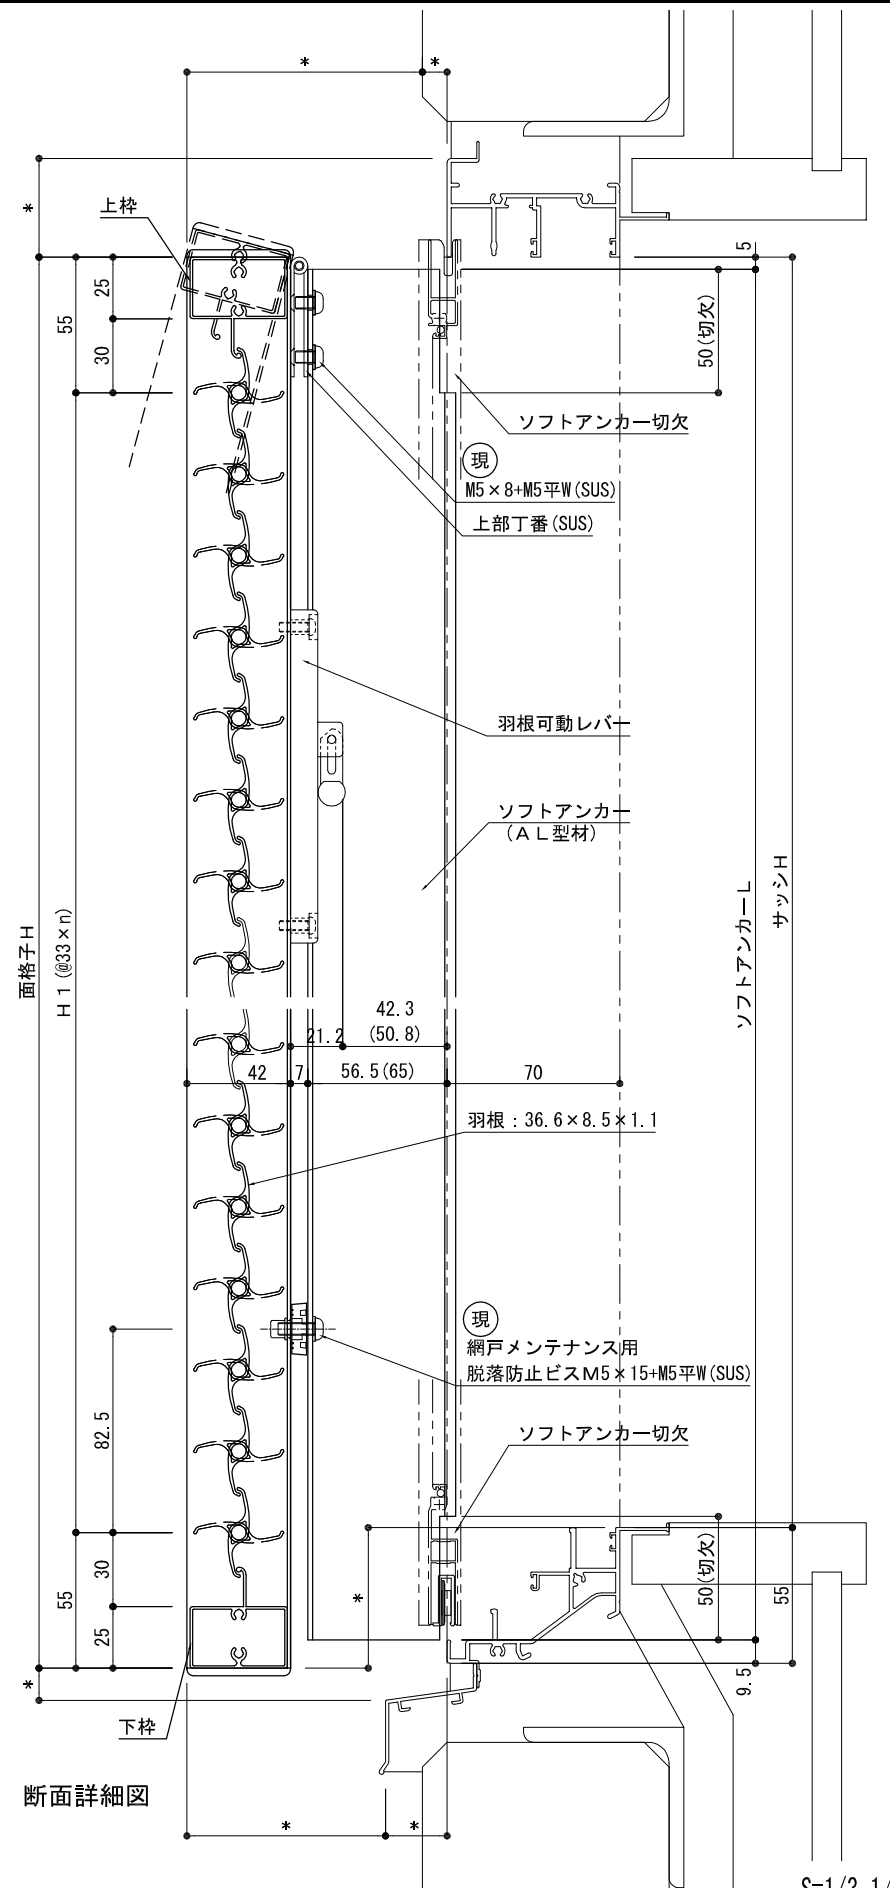 *
*
*
上枠
5
25
55
30
50(切欠)
ソフトアンカー切欠
現
M5×8+M5平W(SUS)
上部丁番(SUS)
羽根可動レバー
ソフトアンカー
(AL型材)
面格子H
H1(@33×n)
ソフトアンカーL
サッシH
42.3
21.2
(50.8)
42
7
56.5(65)
70
羽根:36.6×8.5×1.1
現
網戸メンテナンス用
脱落防止ビスM5×15+M5平W(SUS)
82.5
ソフトアンカー切欠
30
55
25
*
50(切欠)
55
9.5
*
下枠
断面詳細図
*
*